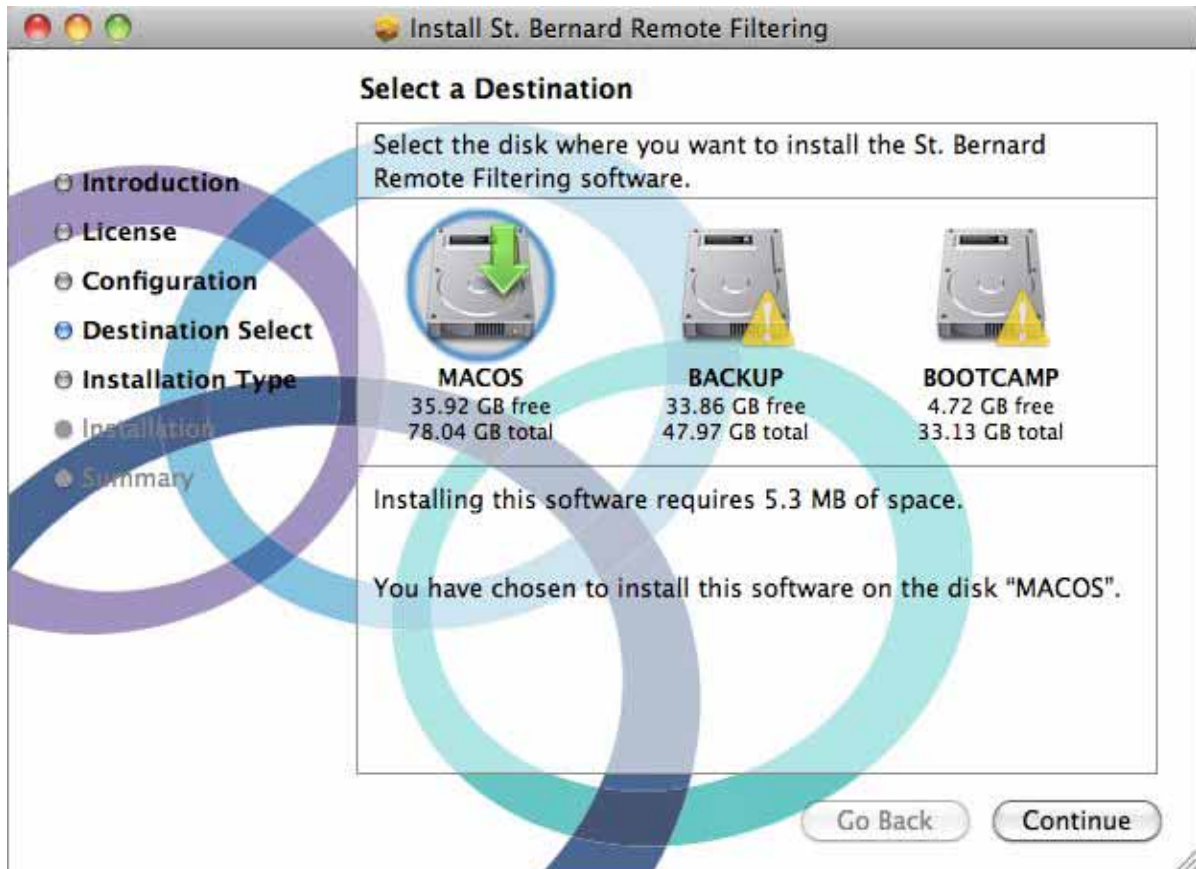 Install St. Bernard Remote Filtering
Select a Destination
Introduction
License
Configuration
Destination Select
Installation Type
Installation
Summary
Select the disk where you want to install the St. Bernard
Remote Filtering software.
MACOS
35.92 GB free
78.04 GB total
BACKUP
33.86 GB free
47.97 GB total
BOOTCAMP
4.72 GB free
33.13 GB total
Installing this software requires 5.3 MB of space.
You have chosen to install this software on the disk “MACOS”.
Go Back
Continue